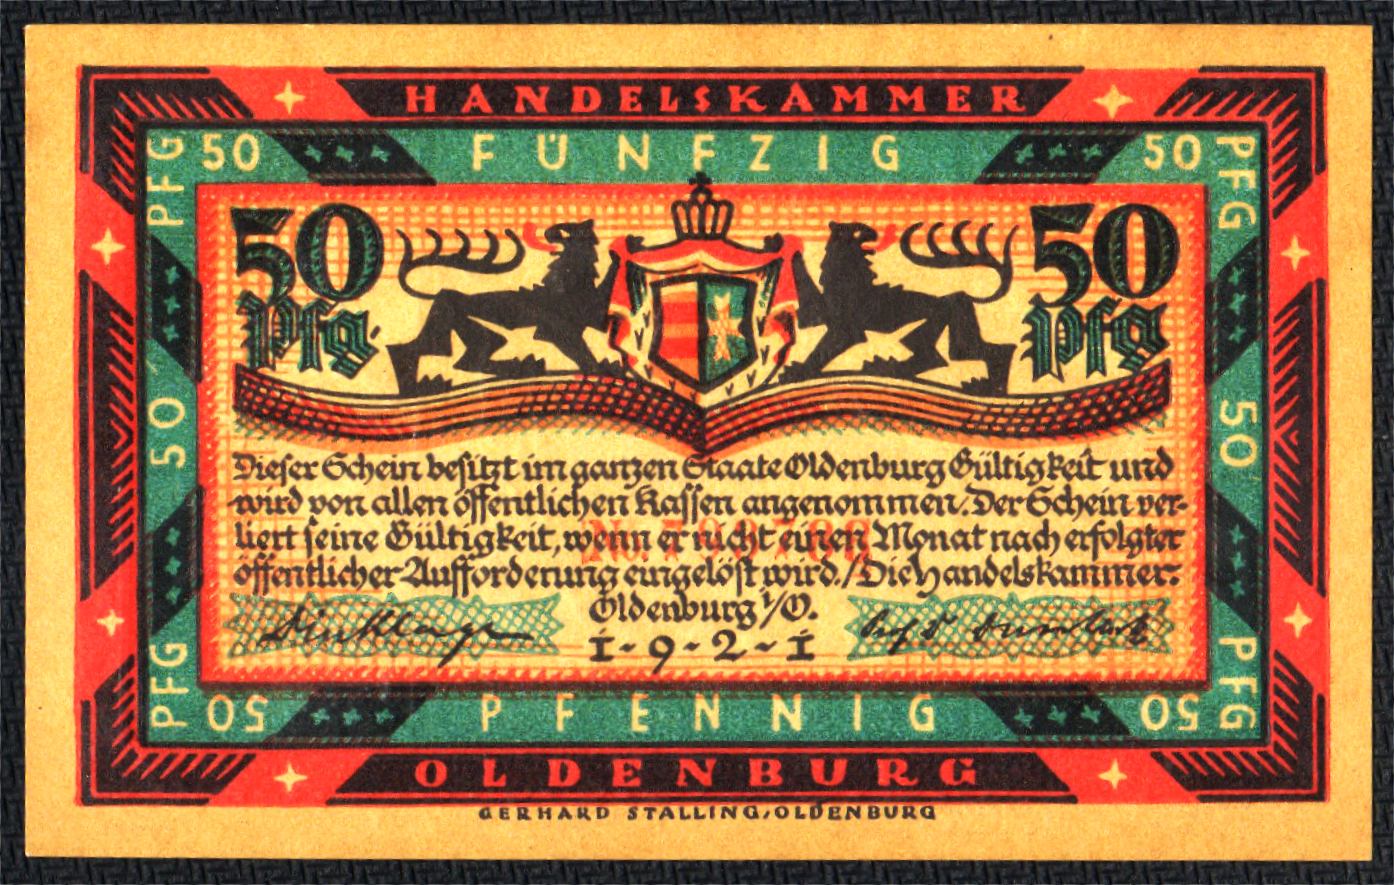 HANDELSKAMMER
PFG 50 FÜNFZIG 50 PFG
50 50
Pfg. Pfg
50 50
Dieser Schein besitzt im ganzen Staate Oldenburg Gültigkeit und
wird von allen öffentlichen Kassen angenommen. Der Schein ver-
liert seine Gültigkeit, wenn er nicht einen Monat nach erfolgter
öffentlicher Aufforderung eingelöst wird./Die Handelskammer:
Oldenburg i/O.
1-9-2-1
PFG 50 PFENNIG 50 PFG
OLDENBURG
GERHARD STALLING, OLDENBURG